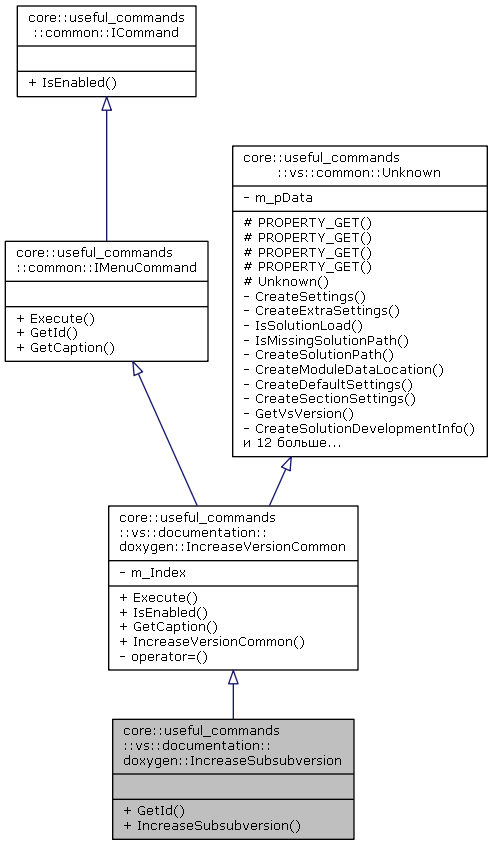 core::useful_commands
::common::ICommand
+ IsEnabled()
core::useful_commands
::vs::common::Unknown
- m_pData
# PROPERTY_GET()
# PROPERTY_GET()
# PROPERTY_GET()
# PROPERTY_GET()
# Unknown()
- CreateSettings()
- CreateExtraSettings()
- IsSolutionLoad()
- IsMissingSolutionPath()
- CreateSolutionPath()
- CreateModuleDataLocation()
- CreateDefaultSettings()
- CreateSectionSettings()
- GetVsVersion()
- CreateSolutionDevelopmentInfo()
и 12 больше...
core::useful_commands
::common::IMenuCommand
+ Execute()
+ GetId()
+ GetCaption()
core::useful_commands
::vs::documentation::
doxygen::IncreaseVersionCommon
- m_Index
+ Execute()
+ IsEnabled()
+ GetCaption()
+ IncreaseVersionCommon()
- operator=()
core::useful_commands
::vs::documentation::
doxygen::IncreaseSubsubversion
+ GetId()
+ IncreaseSubsubversion()